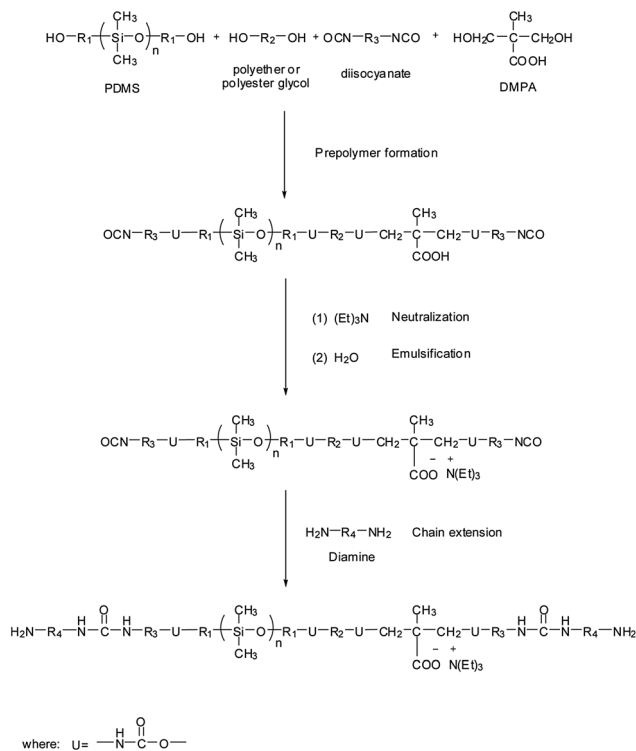 CH3 CH3
HO—R1—(Si—O)n—R1—OH + HO—R2—OH + OCN—R3—NCO + HOH2C—C—CH2OH
CH3 COOH
polyether or
polyester glycol
diisocyanate
PDMS DMPA
Prepolymer formation
CH3 CH3
OCN—R3—U—R1—(Si—O)n—R1—U—R2—U—CH2—C—CH2—U—R3—NCO
CH3 COOH
(1) (Et)3N Neutralization
(2) H2O Emulsification
CH3 CH3
OCN—R3—U—R1—(Si—O)n—R1—U—R2—U—CH2—C—CH2—U—R3—NCO
− +
CH3 COO N(Et)3
H2N—R4—NH2 Chain extension
Diamine
H O H CH3 CH3 H O H
H2N—R4—N—C—N—R3—U—R1—(Si—O)n—R1—U—R2—U—CH2—C—CH2—U—R3—N—C—N—R4—NH2
− +
CH3 COO N(Et)3
H O
where: U= —N—C—O—